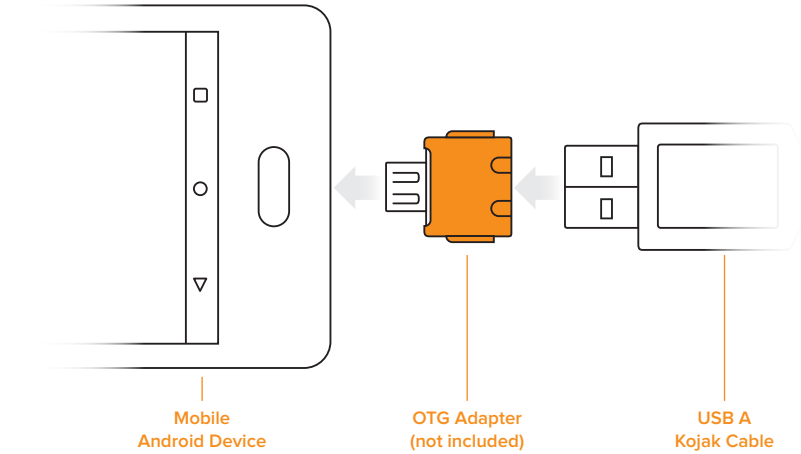 Mobile
Android Device
OTG Adapter
(not included)
USB A
Kojak Cable